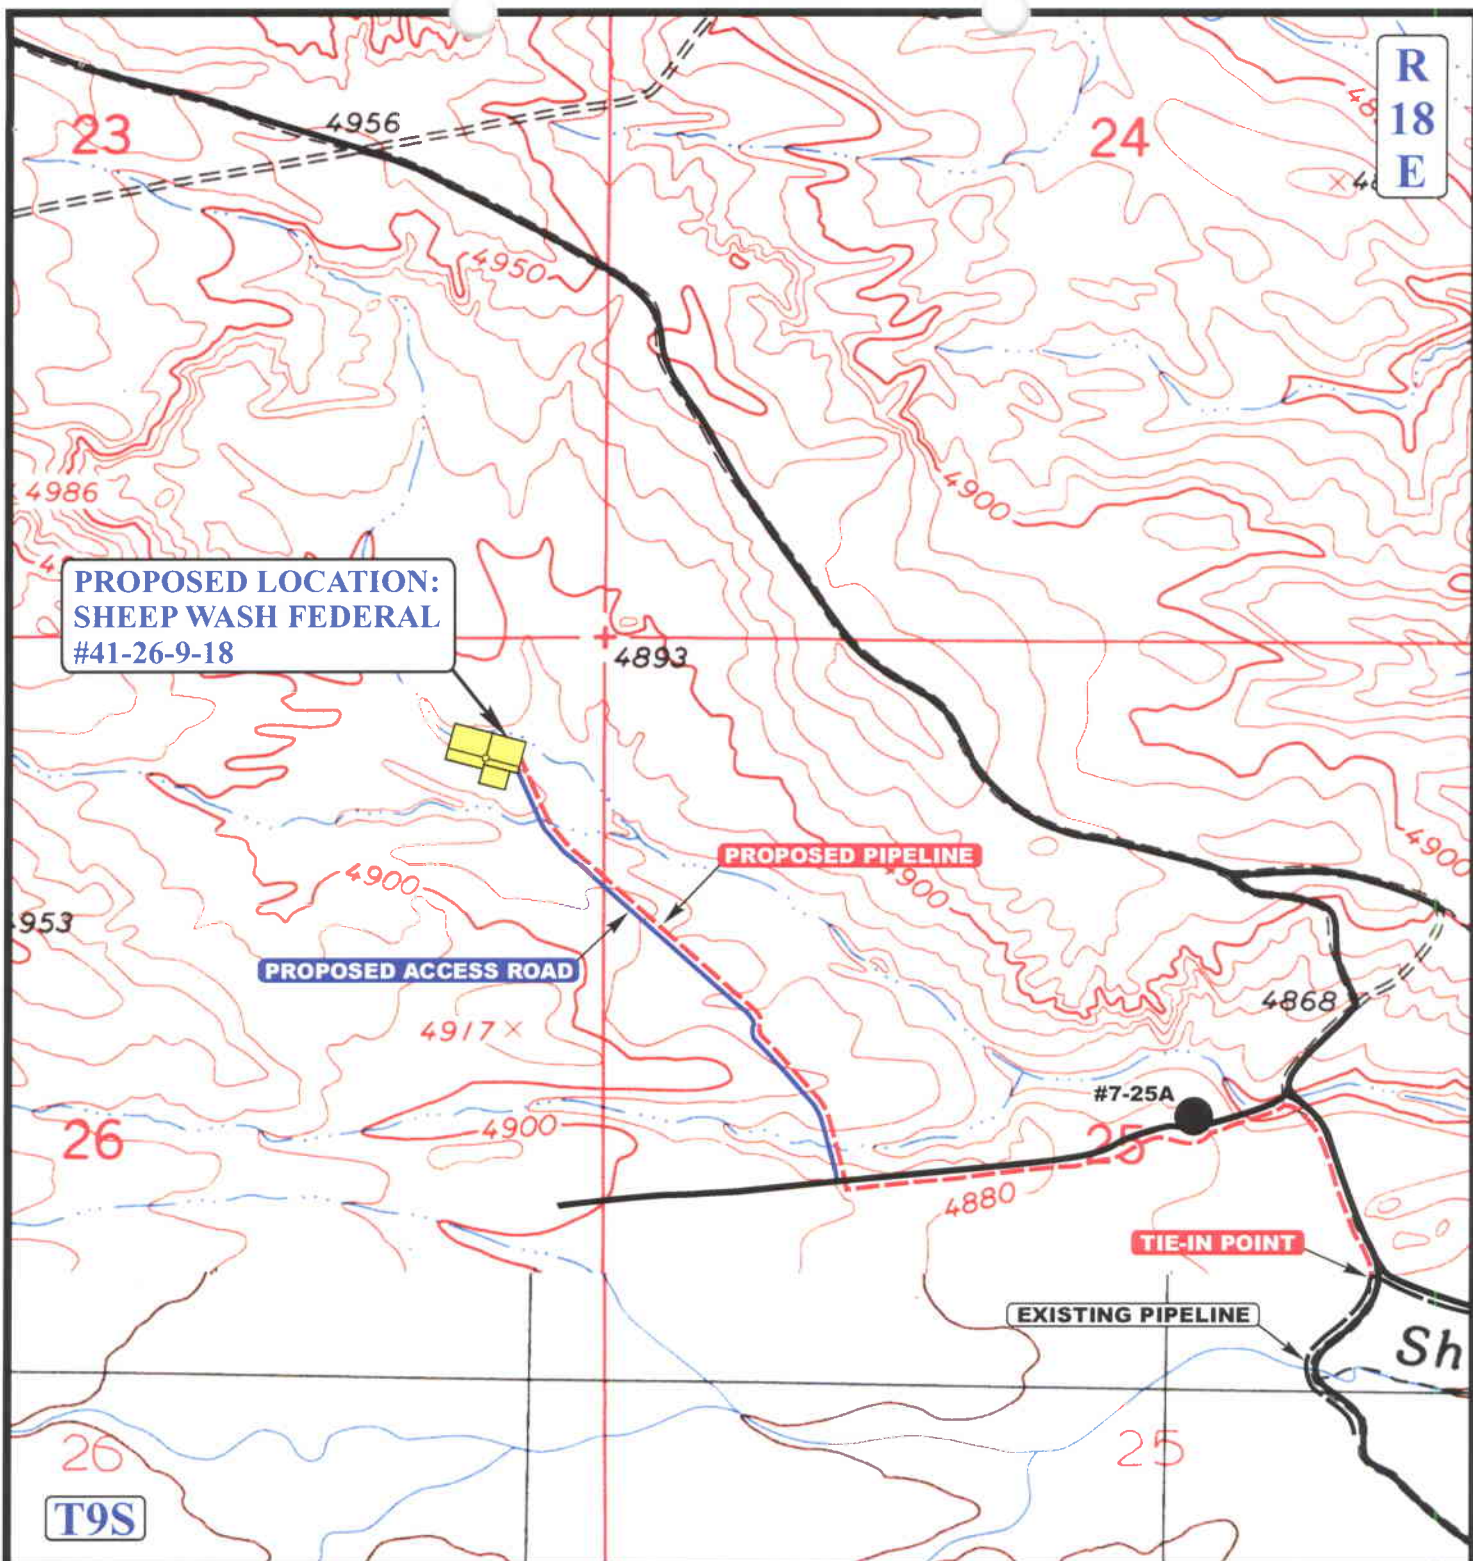 R
18
E
23
4956
24
4950
4986
4900
PROPOSED LOCATION:
SHEEP WASH FEDERAL
#41-26-9-18
4893
4900
PROPOSED PIPELINE
4900
4900
953
PROPOSED ACCESS ROAD
4868
4917
#7-25A
26
4900
25
4880
TIE-IN POINT
EXISTING PIPELINE
Sh
26
25
T9S